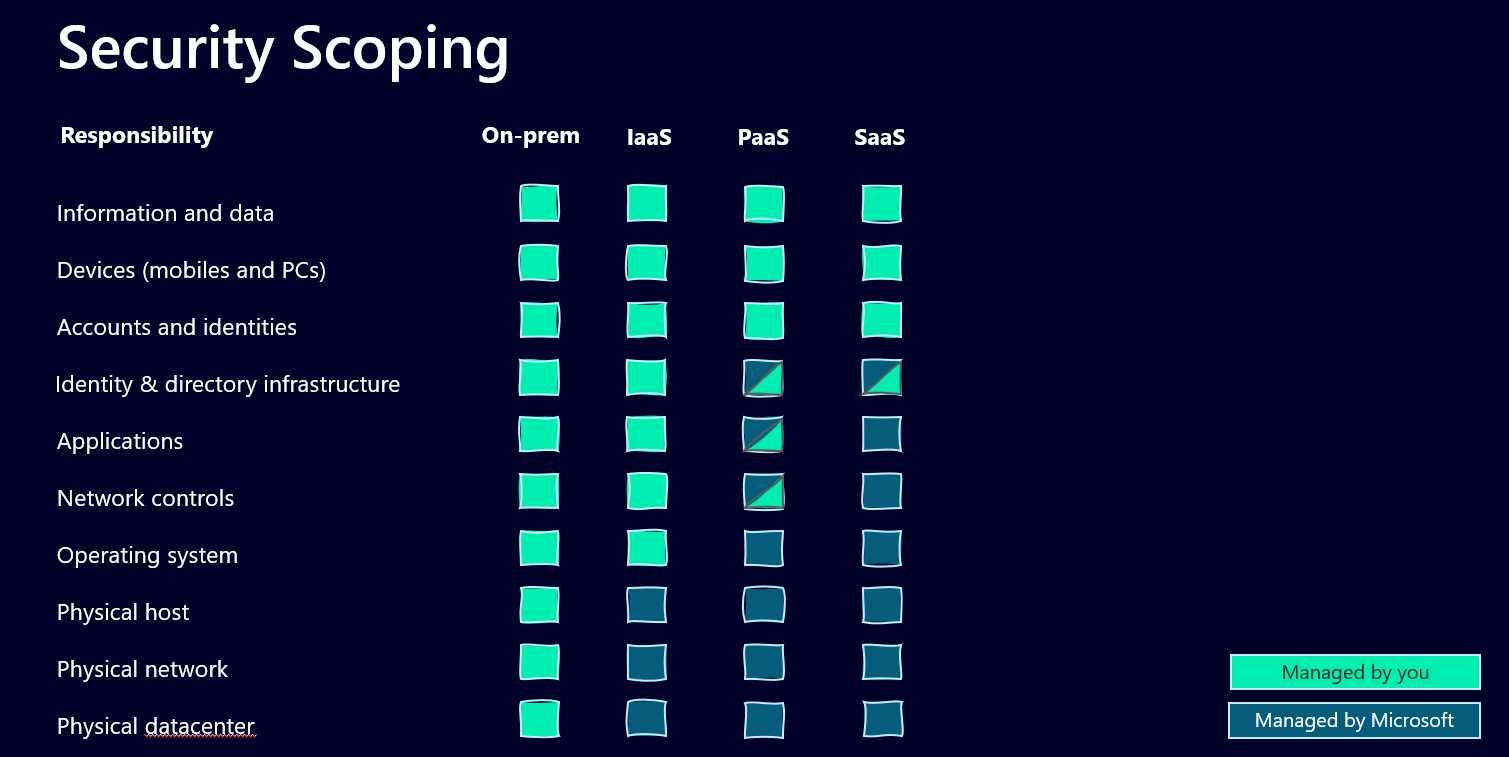 Security Scoping
Responsibility On-prem IaaS PaaS SaaS
Information and data
Devices (mobiles and PCs)
Accounts and identities
Identity & directory infrastructure
Applications
Network controls
Operating system
Physical host
Physical network
Physical datacenter
Managed by you
Managed by Microsoft